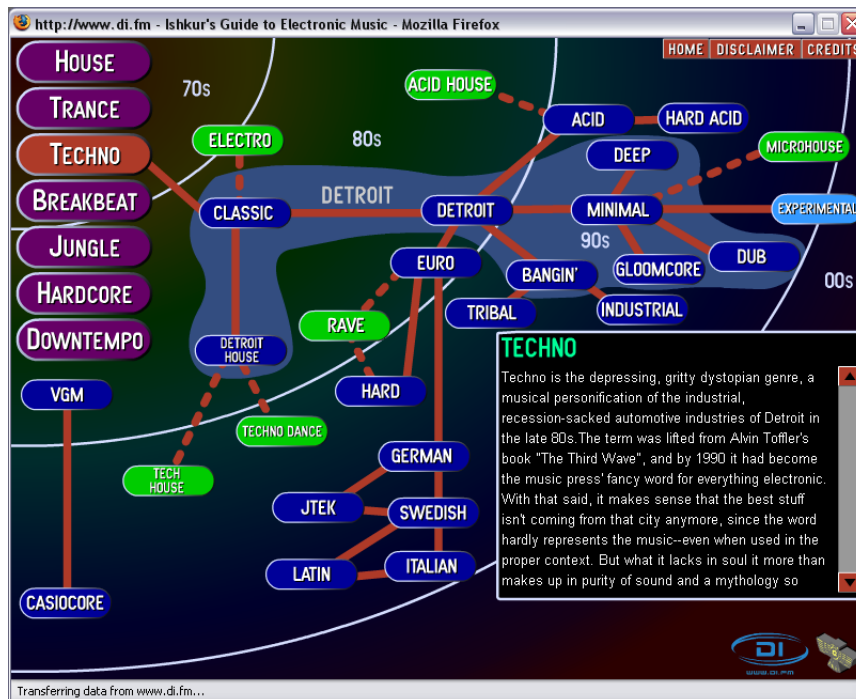 http://www.di.fm - Ishkur's Guide to Electronic Music - Mozilla Firefox
HOME DISCLAIMER CREDITS
HOUSE
TRANCE
TECHNO
BREAKBEAT
JUNGLE
HARDCORE
DOWNTEMPO
70s
80s
90s
00s
ACID HOUSE
ACID
HARD ACID
ELECTRO
DEEP
MICROHOUSE
DETROIT
CLASSIC
DETROIT
MINIMAL
EXPERIMENTAL
EURO
BANGIN'
GLOOMCORE
DUB
TRIBAL
INDUSTRIAL
RAVE
DETROIT
HOUSE
HARD
VGM
TECHNO DANCE
TECH
HOUSE
GERMAN
JTEK
SWEDISH
LATIN
ITALIAN
CASIOCORE
TECHNO
Techno is the depressing, gritty dystopian genre, a
musical personification of the industrial,
recession-sacked automotive industries of Detroit in
the late 80s.The term was lifted from Alvin Toffler's
book "The Third Wave", and by 1990 it had become
the music press' fancy word for everything electronic.
With that said, it makes sense that the best stuff
isn't coming from that city anymore, since the word
hardly represents the music--even when used in the
proper context. But what it lacks in soul it more than
makes up in purity of sound and a mythology so
DI
WWW.DI.FM
Transferring data from www.di.fm...